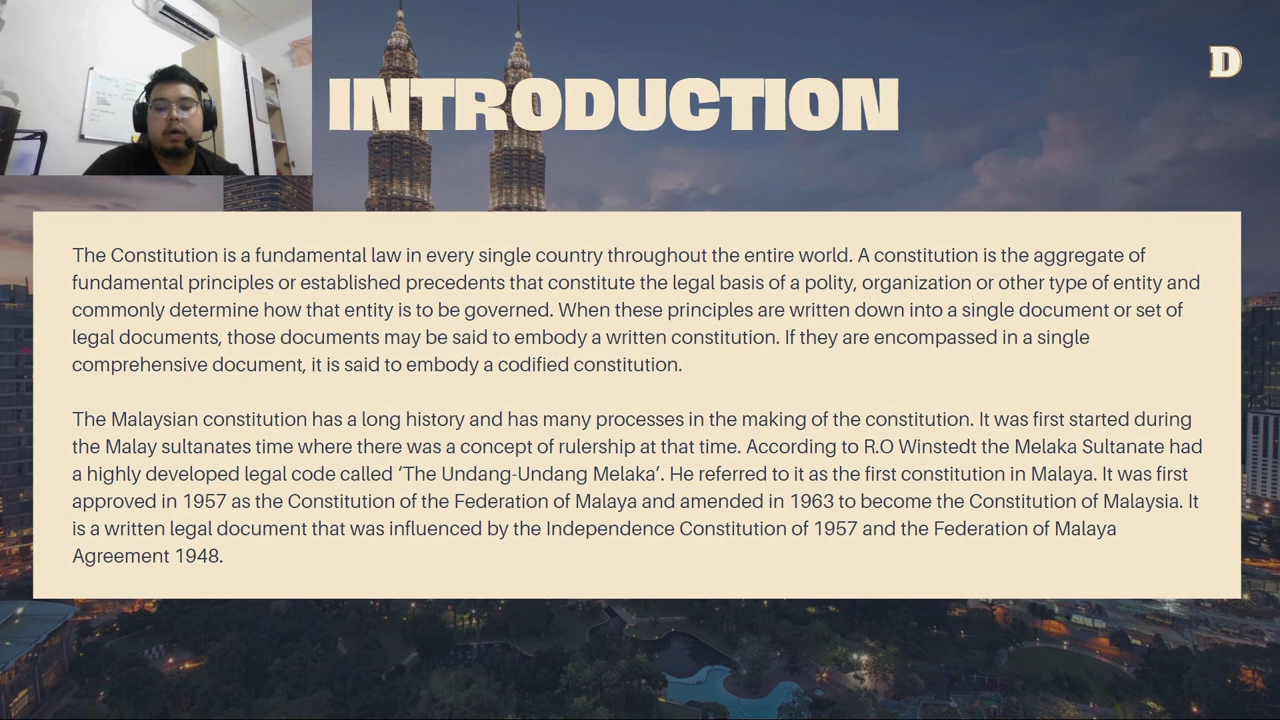 INTRODUCTION
D
The Constitution is a fundamental law in every single country throughout the entire world. A constitution is the aggregate of
fundamental principles or established precedents that constitute the legal basis of a polity, organization or other type of entity and
commonly determine how that entity is to be governed. When these principles are written down into a single document or set of
legal documents, those documents may be said to embody a written constitution. If they are encompassed in a single
comprehensive document, it is said to embody a codified constitution.
The Malaysian constitution has a long history and has many processes in the making of the constitution. It was first started during
the Malay sultanates time where there was a concept of rulership at that time. According to R.O Winstedt the Melaka Sultanate had
a highly developed legal code called ‘The Undang-Undang Melaka’. He referred to it as the first constitution in Malaya. It was first
approved in 1957 as the Constitution of the Federation of Malaya and amended in 1963 to become the Constitution of Malaysia. It
is a written legal document that was influenced by the Independence Constitution of 1957 and the Federation of Malaya
Agreement 1948.